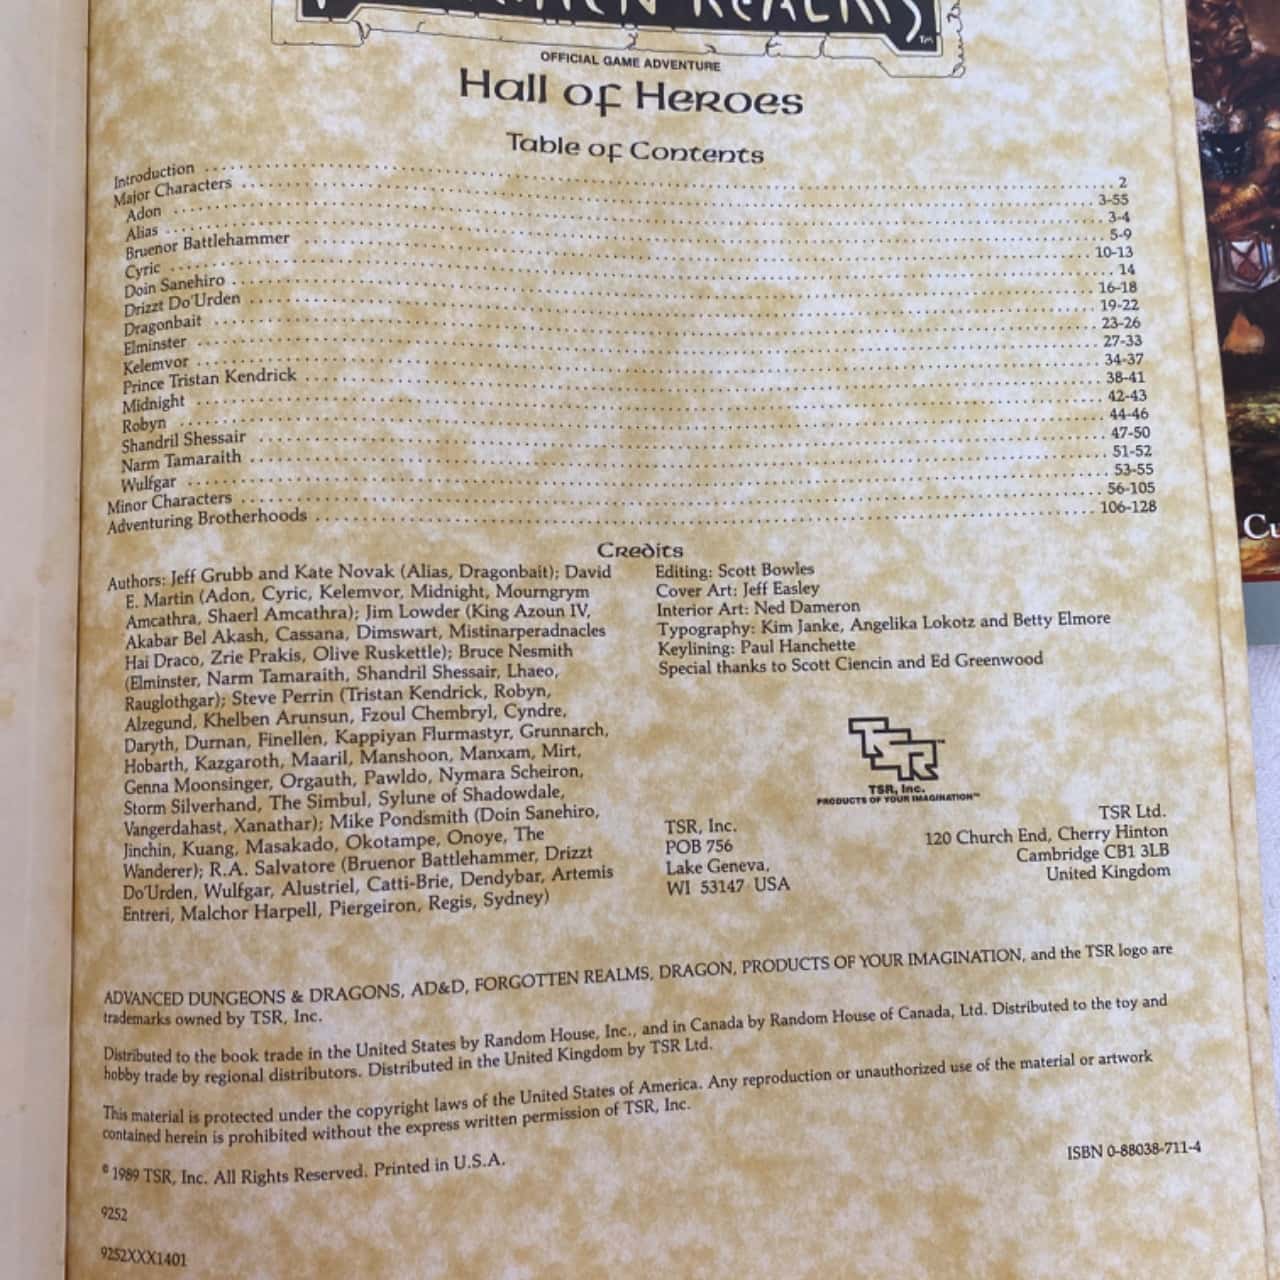 REALMS™
OFFICIAL GAME ADVENTURE
Hall of Heroes
Table of Contents
Introduction ........ 2
Major Characters ........ 3-55
Adon ........ 3-4
Alias ........ 5-9
Bruenor Battlehammer ........ 10-13
Cyric ........ 14
Doin Sanehiro ........ 16-18
Drizzt Do'Urden ........ 19-22
Dragonbait ........ 23-26
Elminster ........ 27-33
Kelemvor ........ 34-37
Prince Tristan Kendrick ........ 38-41
Midnight ........ 42-43
Robyn ........ 44-46
Shandril Shessair ........ 47-50
Narm Tamaraith ........ 51-52
Wulfgar ........ 53-55
Minor Characters ........ 56-105
Adventuring Brotherhoods ........ 106-128
Credits
Authors: Jeff Grubb and Kate Novak (Alias, Dragonbait); David
E. Martin (Adon, Cyric, Kelemvor, Midnight, Mourngrym
Amcathra, Shaerl Amcathra); Jim Lowder (King Azoun IV,
Akabar Bel Akash, Cassana, Dimswart, Mistinarperadnacles
Hai Draco, Zrie Prakis, Olive Ruskettle); Bruce Nesmith
(Elminster, Narm Tamaraith, Shandril Shessair, Lhaeo,
Rauglothgar); Steve Perrin (Tristan Kendrick, Robyn,
Alzegund, Khelben Arunsun, Fzoul Chembryl, Cyndre,
Daryth, Durnan, Finellen, Kappiyan Flurmastyr, Grunnarch,
Hobarth, Kazgaroth, Maaril, Manshoon, Manxam, Mirt,
Genna Moonsinger, Orgauth, Pawldo, Nymara Scheiron,
Storm Silverhand, The Simbul, Sylune of Shadowdale,
Vangerdahast, Xanathar); Mike Pondsmith (Doin Sanehiro,
Jinchin, Kuang, Masakado, Okotampe, Onoye, The
Wanderer); R.A. Salvatore (Bruenor Battlehammer, Drizzt
Do'Urden, Wulfgar, Alustriel, Catti-Brie, Dendybar, Artemis
Entreri, Malchor Harpell, Piergeiron, Regis, Sydney)
Editing: Scott Bowles
Cover Art: Jeff Easley
Interior Art: Ned Dameron
Typography: Kim Janke, Angelika Lokotz and Betty Elmore
Keylining: Paul Hanchette
Special thanks to Scott Ciencin and Ed Greenwood
TSR™
TSR, Inc.
PRODUCTS OF YOUR IMAGINATION™
TSR, Inc.
POB 756
Lake Geneva,
WI 53147 USA
TSR Ltd.
120 Church End, Cherry Hinton
Cambridge CB1 3LB
United Kingdom
ADVANCED DUNGEONS & DRAGONS, AD&D, FORGOTTEN REALMS, DRAGON, PRODUCTS OF YOUR IMAGINATION, and the TSR logo are
trademarks owned by TSR, Inc.
Distributed to the book trade in the United States by Random House, Inc., and in Canada by Random House of Canada, Ltd. Distributed to the toy and
hobby trade by regional distributors. Distributed in the United Kingdom by TSR Ltd.
This material is protected under the copyright laws of the United States of America. Any reproduction or unauthorized use of the material or artwork
contained herein is prohibited without the express written permission of TSR, Inc.
© 1989 TSR, Inc. All Rights Reserved. Printed in U.S.A.
ISBN 0-88038-711-4
9252
9252XXX1401